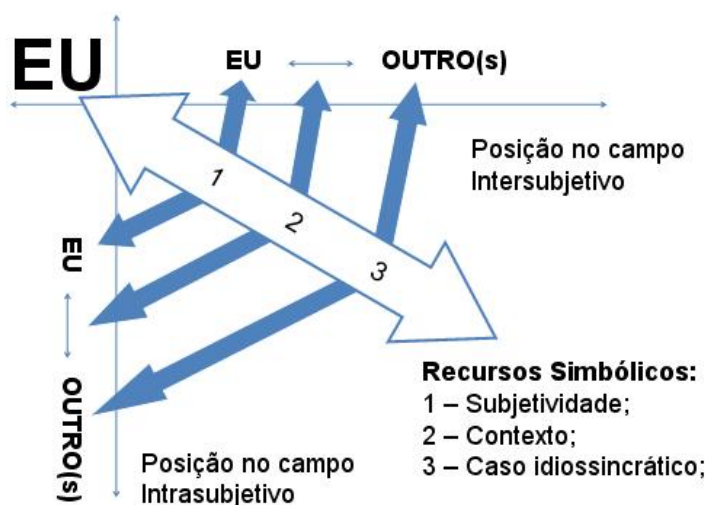 EU
EU
OUTRO(s)
Posição no campo
Intersubjetivo
1
2
3
EU
OUTRO(s)
Recursos Simbólicos:
1 – Subjetividade;
2 – Contexto;
3 – Caso idiossincrático;
Posição no campo
Intrasubjetivo